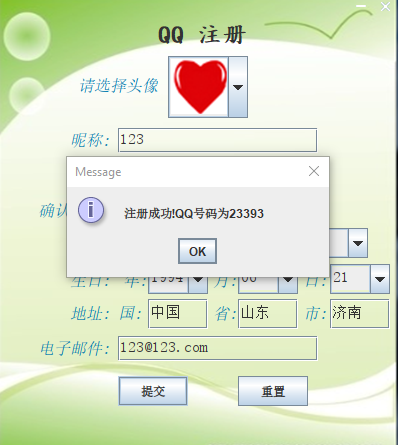 QQ 注册
请选择头像
昵称: 123
Message
注册成功!QQ号码为23393
OK
确认
生日: 年: 1994 月: 06 日: 21
地址: 国: 中国 省: 山东 市: 济南
电子邮件: 123@123.com
提交 重置